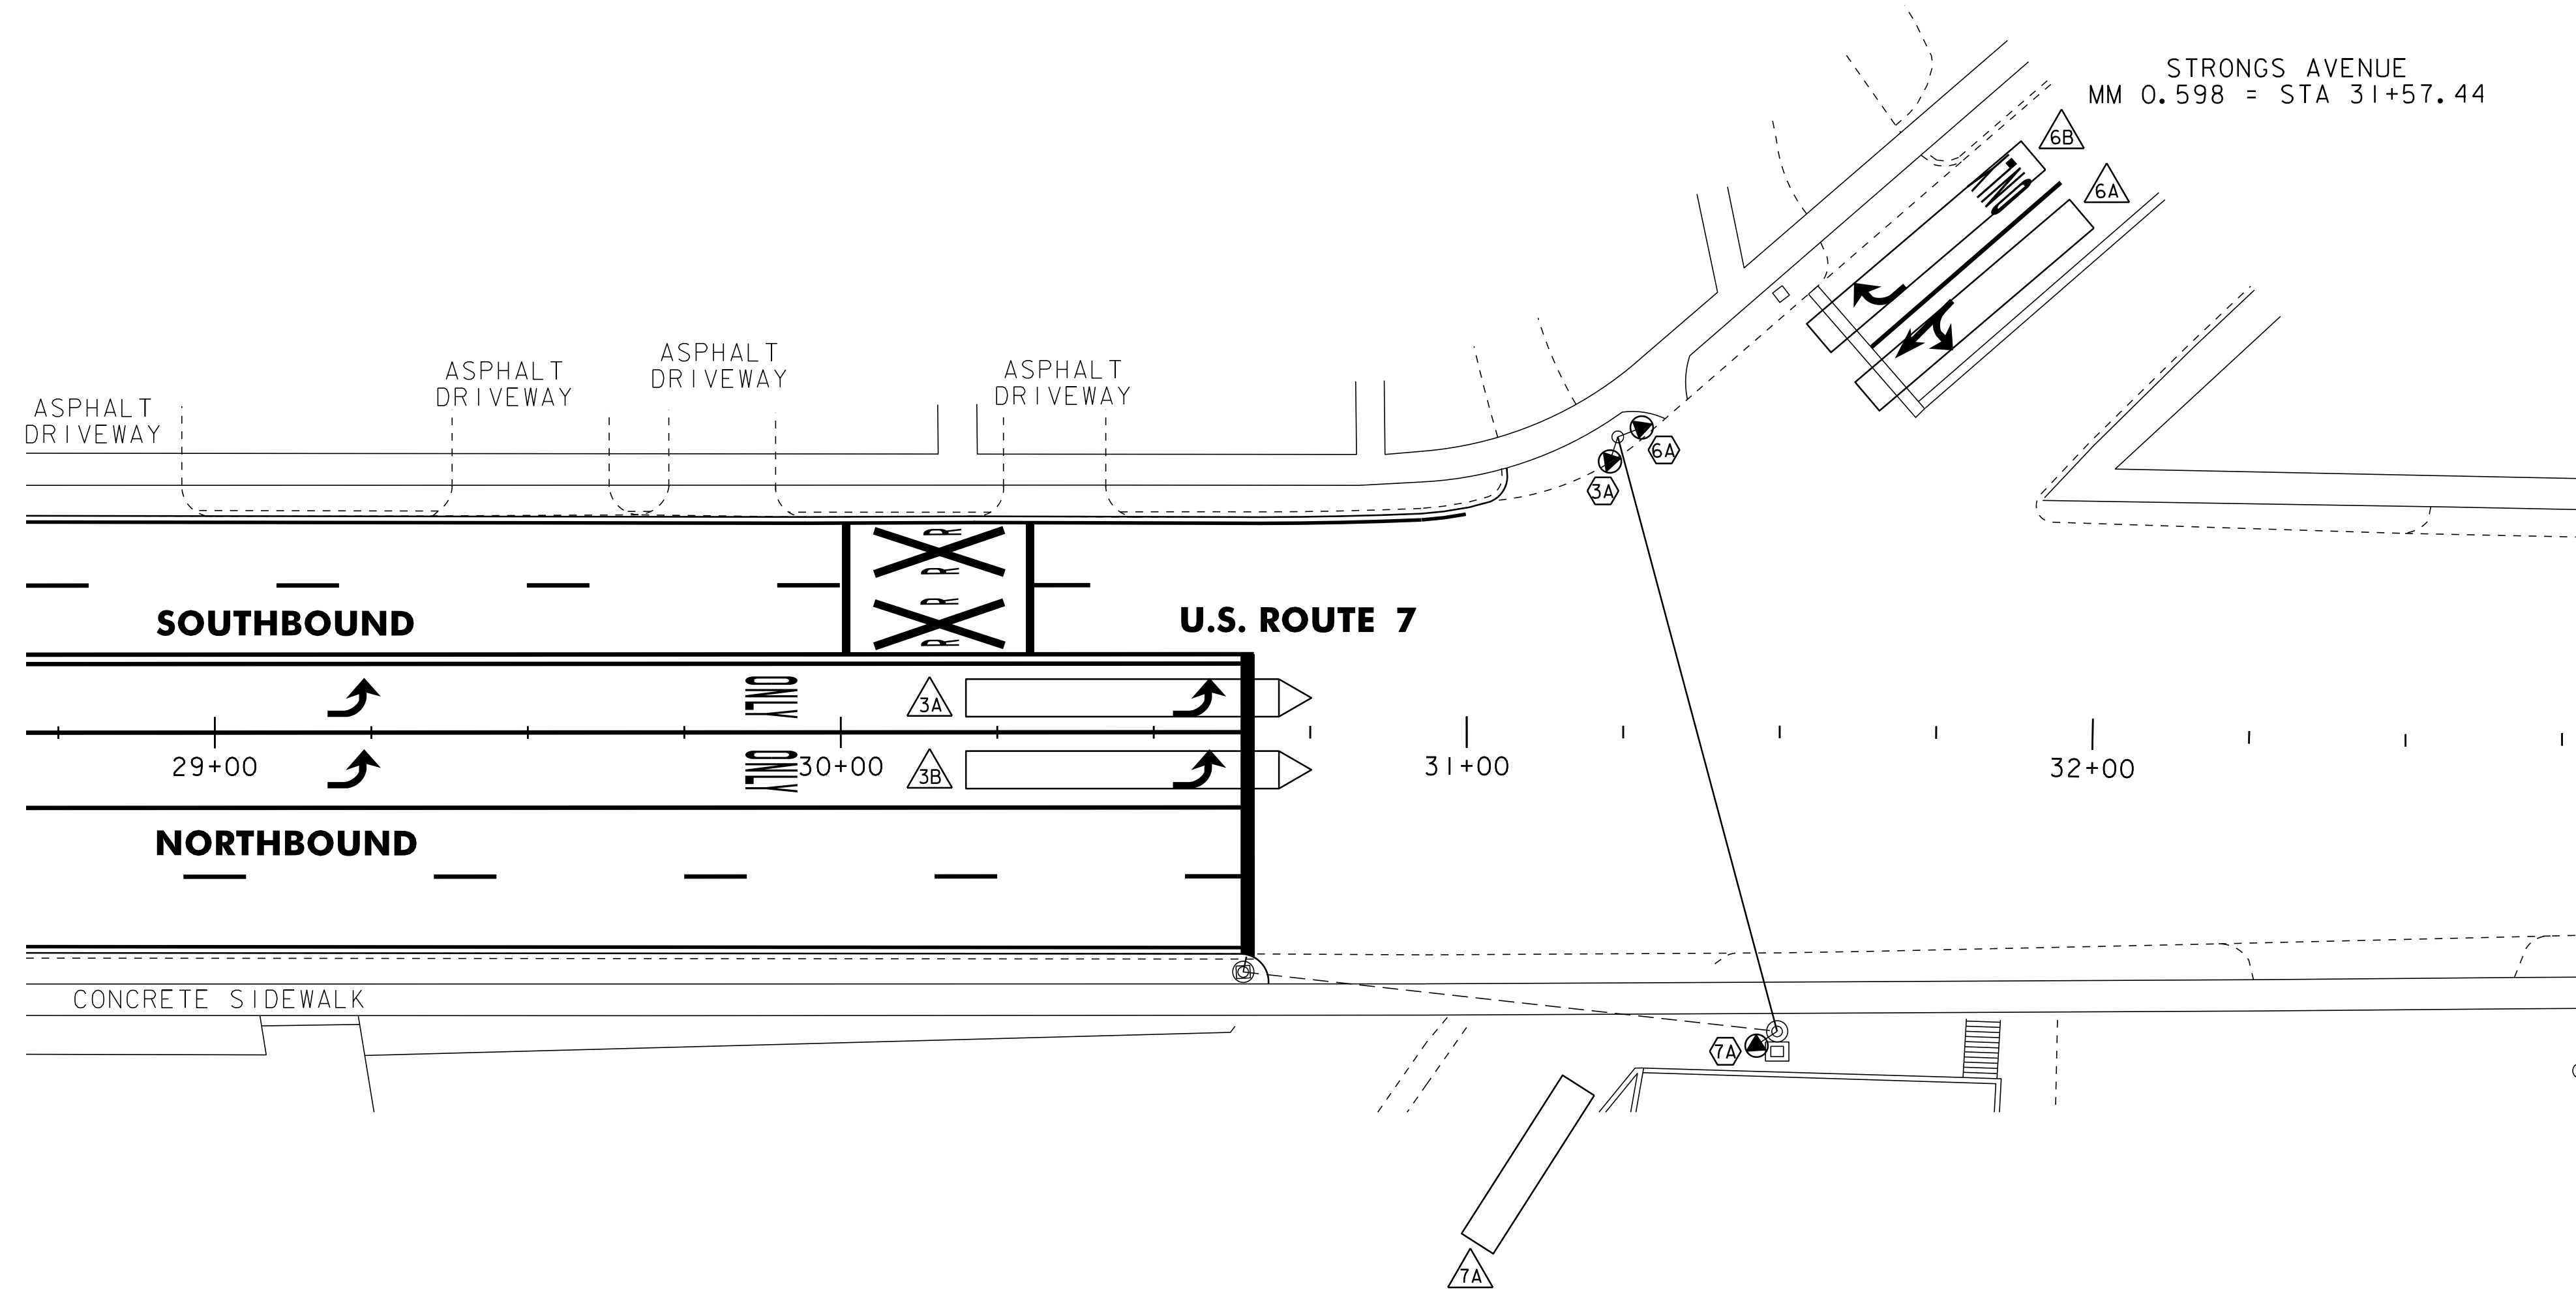 STRONGS AVENUE
MM 0.598 = STA 31+57.44
6B
6A
ASPHALT
DRIVEWAY
ASPHALT
DRIVEWAY
ASPHALT
DRIVEWAY
ASPHALT
DRIVEWAY
ONLY
6A
3A
R
R
R
R
SOUTHBOUND
U.S. ROUTE 7
ONLY
3A
29+00
ONLY
30+00
3B
31+00
32+00
NORTHBOUND
CONCRETE SIDEWALK
7A
7A